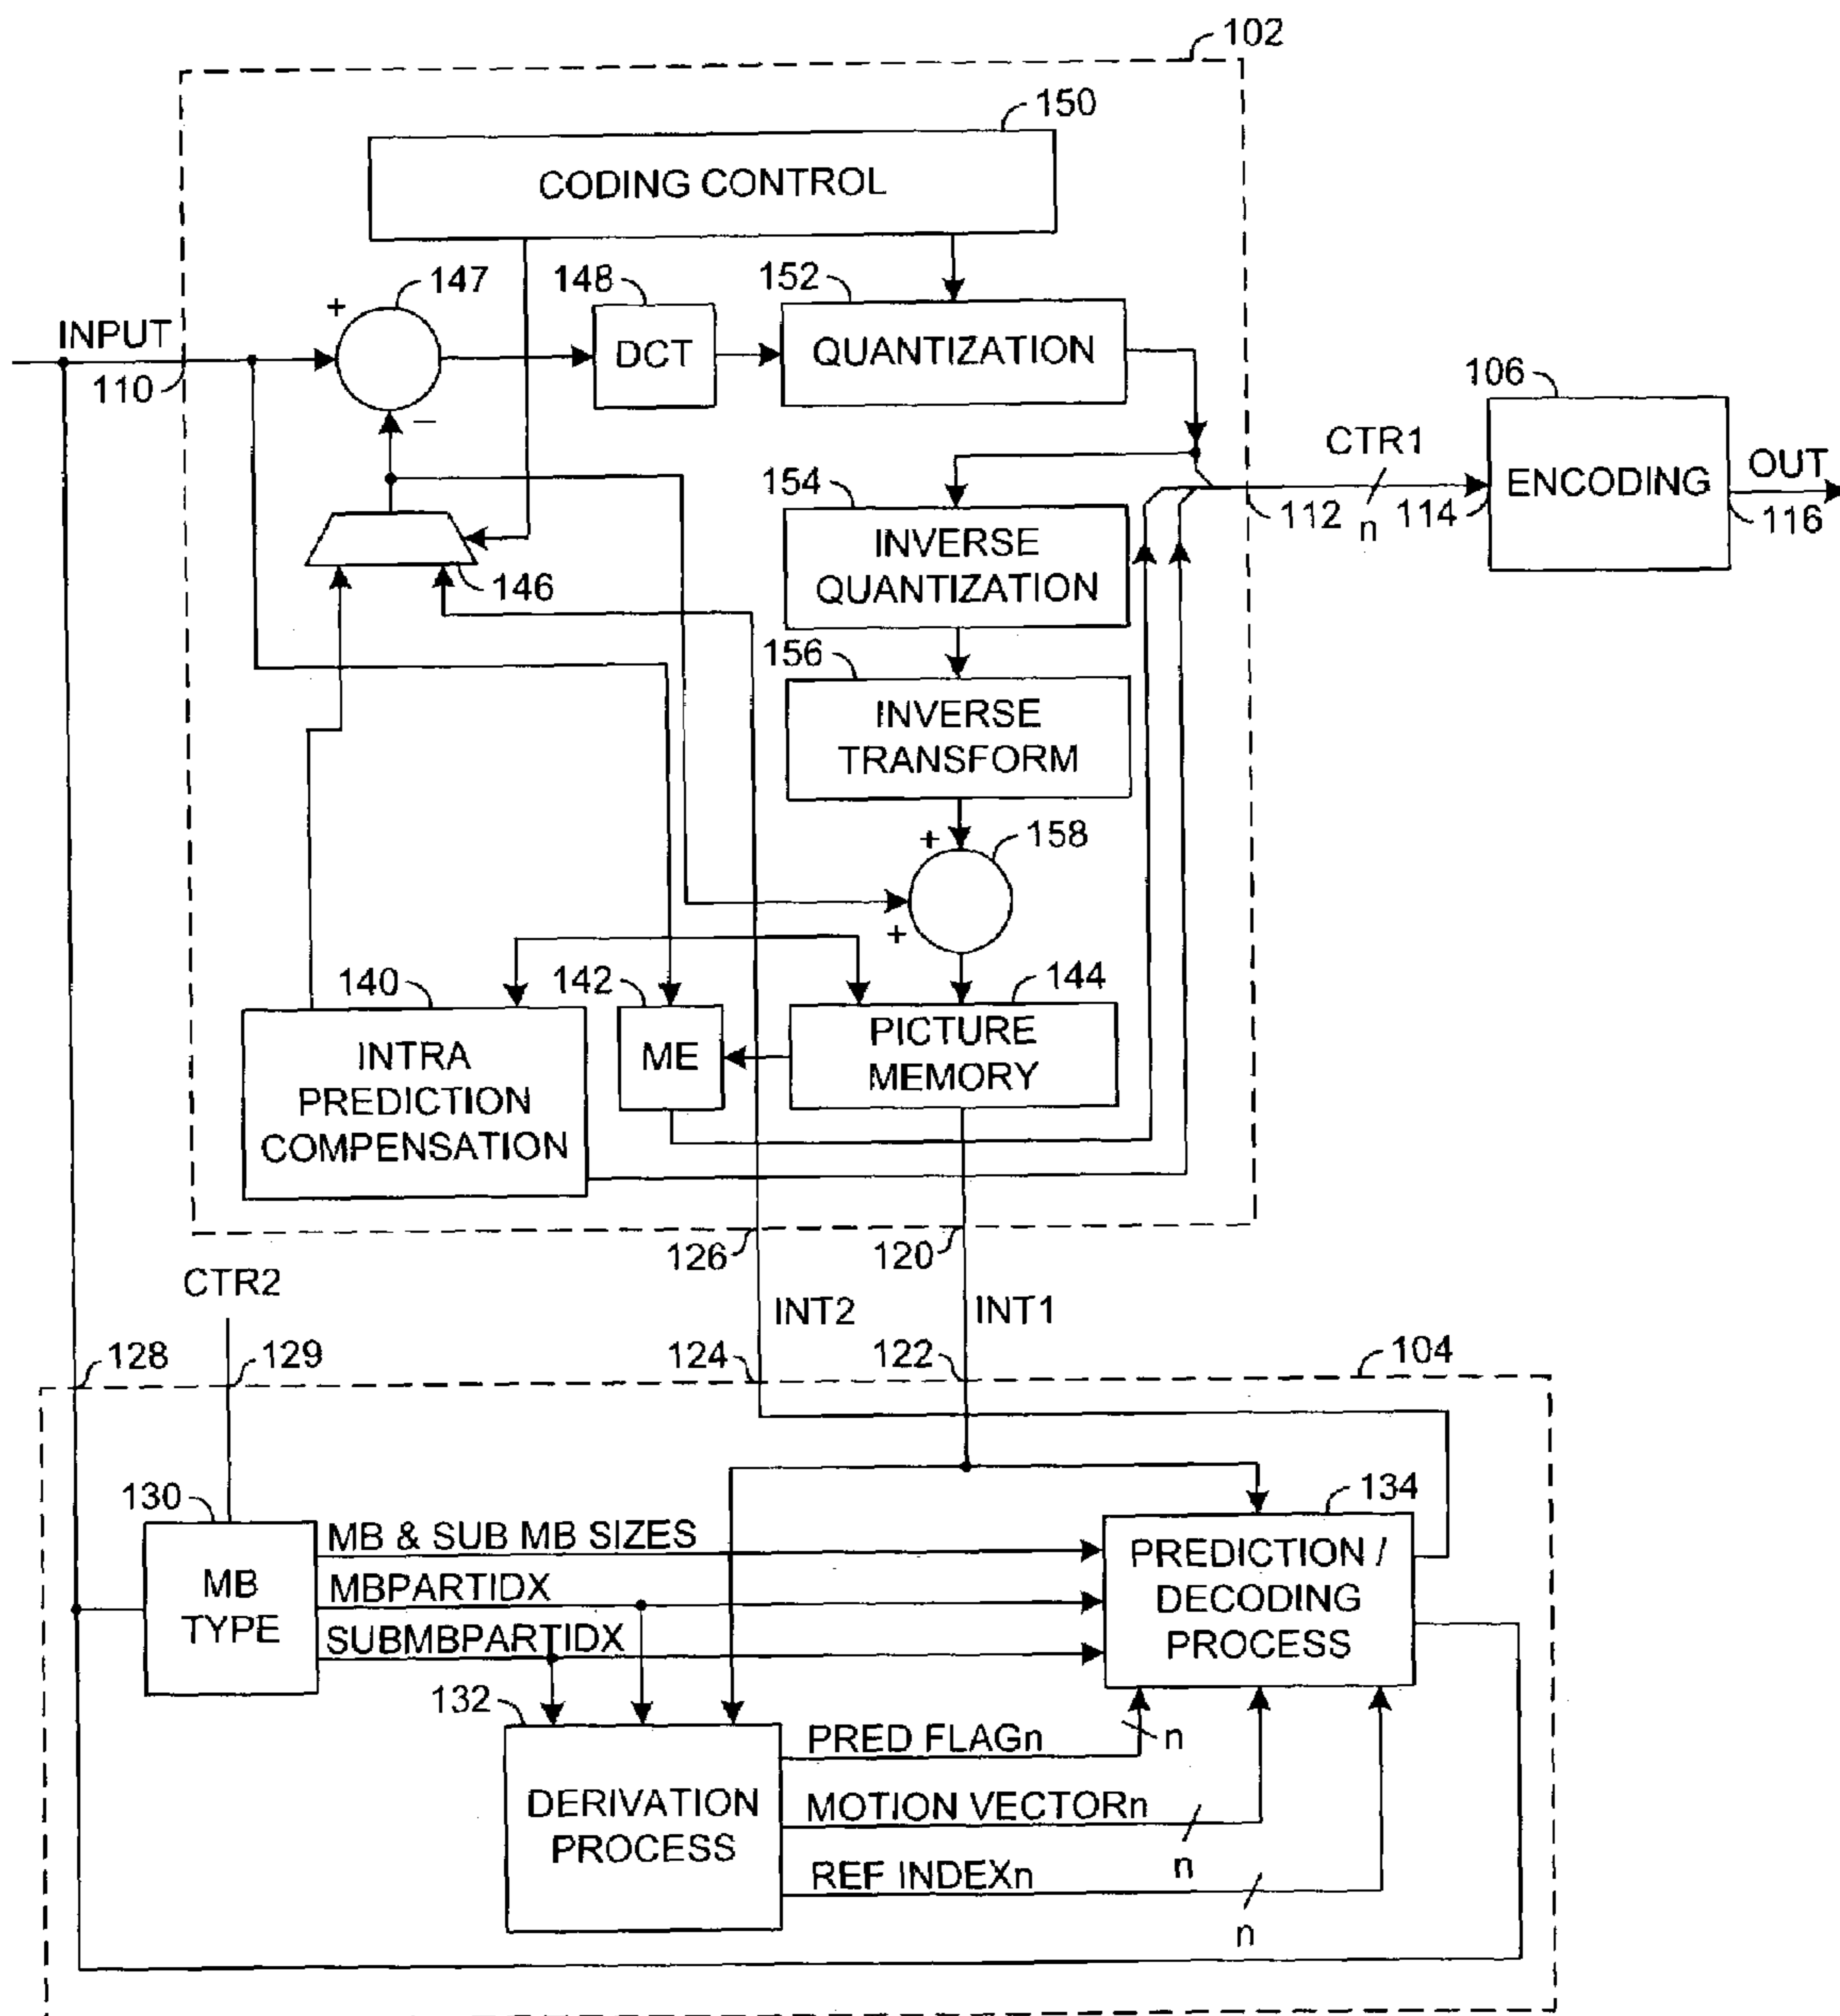 102
150
CODING CONTROL
147
148
152
+
INPUT
DCT
QUANTIZATION
110
–
106
CTR1
ENCODING
OUT
154
112
n
114
116
INVERSE
QUANTIZATION
146
156
INVERSE
TRANSFORM
+
158
+
140
142
144
INTRA
PREDICTION
COMPENSATION
ME
PICTURE
MEMORY
126
120
CTR2
INT2
INT1
128
129
124
122
104
130
134
MB & SUB MB SIZES
MB
TYPE
MBPARTIDX
SUBMBPARTIDX
PREDICTION /
DECODING
PROCESS
132
PRED FLAGn
n
DERIVATION
PROCESS
MOTION VECTORn
n
REF INDEXn
n